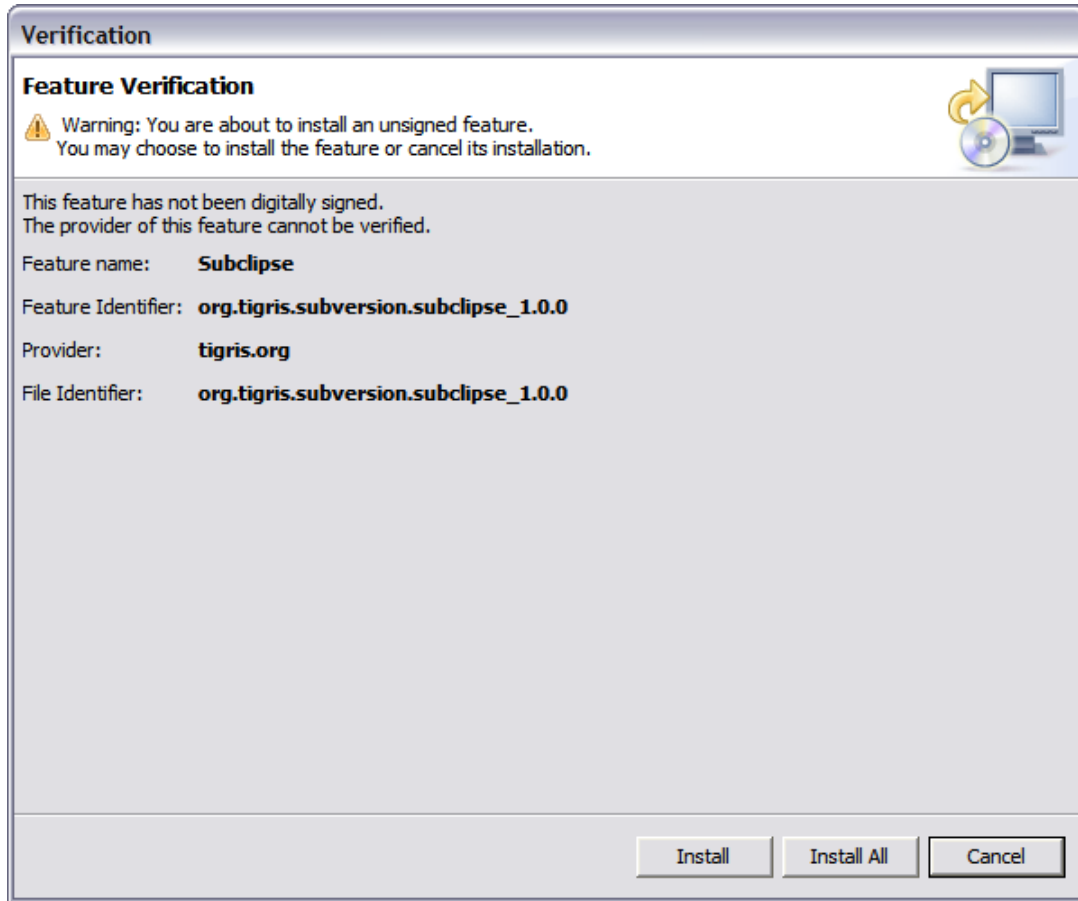 Verification
Feature Verification
Warning: You are about to install an unsigned feature.
You may choose to install the feature or cancel its installation.
This feature has not been digitally signed.
The provider of this feature cannot be verified.
Feature name: Subclipse
Feature Identifier: org.tigris.subversion.subclipse_1.0.0
Provider: tigris.org
File Identifier: org.tigris.subversion.subclipse_1.0.0
Install Install All Cancel